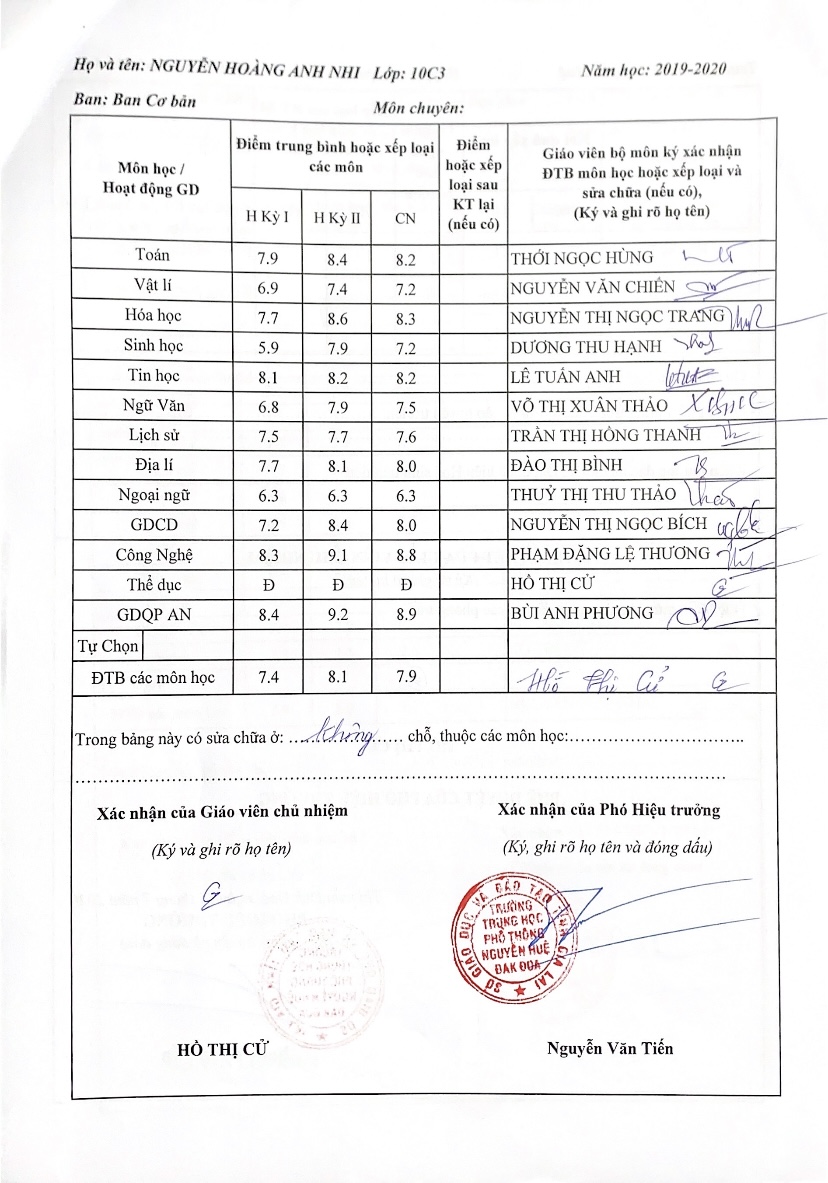 Họ và tên: NGUYỄN HOÀNG ANH NHI Lớp: 10C3 Năm học: 2019-2020
Ban: Ban Cơ bản Môn chuyên:
Môn học / Hoạt động GD
Điểm trung bình hoặc xếp loại các môn
Điểm hoặc xếp loại sau KT lại (nếu có)
Giáo viên bộ môn ký xác nhận ĐTB môn học hoặc xếp loại và sửa chữa (nếu có), (Ký và ghi rõ họ tên)
H Kỳ I H Kỳ II CN
Toán 7.9 8.4 8.2 THỚI NGỌC HÙNG
Vật lí 6.9 7.4 7.2 NGUYỄN VĂN CHIẾN
Hóa học 7.7 8.6 8.3 NGUYỄN THỊ NGỌC TRANG
Sinh học 5.9 7.9 7.2 DƯƠNG THU HẠNH
Tin học 8.1 8.2 8.2 LÊ TUẤN ANH
Ngữ Văn 6.8 7.9 7.5 VÕ THỊ XUÂN THẢO
Lịch sử 7.5 7.7 7.6 TRẦN THỊ HỒNG THANH
Địa lí 7.7 8.1 8.0 ĐÀO THỊ BÌNH
Ngoại ngữ 6.3 6.3 6.3 THUỶ THỊ THU THẢO
GDCD 7.2 8.4 8.0 NGUYỄN THỊ NGỌC BÍCH
Công Nghệ 8.3 9.1 8.8 PHẠM ĐẶNG LỆ THƯƠNG
Thể dục Đ Đ Đ HỒ THỊ CỬ
GDQP AN 8.4 9.2 8.9 BÙI ANH PHƯƠNG
Tự Chọn
ĐTB các môn học 7.4 8.1 7.9 Hồ Thị Cử
Trong bảng này có sửa chữa ở: ...không...... chỗ, thuộc các môn học:...............................
Xác nhận của Giáo viên chủ nhiệm Xác nhận của Phó Hiệu trưởng
(Ký và ghi rõ họ tên) (Ký, ghi rõ họ tên và đóng dấu)
SỞ GIÁO DỤC VÀ ĐÀO TẠO TỈNH GIA LAI
TRƯỜNG
TRUNG HỌC
PHỔ THÔNG
NGUYỄN HUỆ
ĐAK ĐOA
HỒ THỊ CỬ Nguyễn Văn Tiến